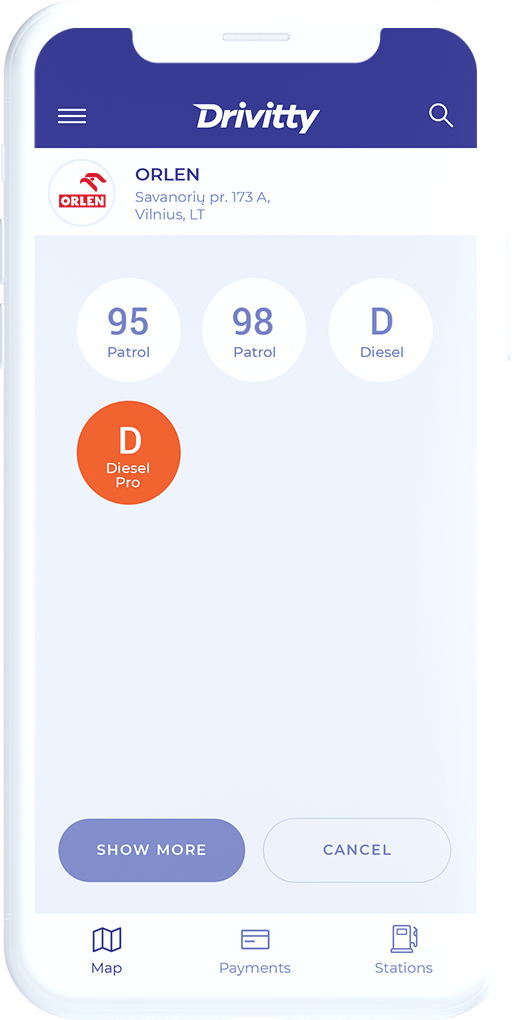 Drivitty
ORLEN
ORLEN
Savanorių pr. 173 A,
Vilnius, LT
95
Patrol
98
Patrol
D
Diesel
D
Diesel
Pro
SHOW MORE
CANCEL
Map
Payments
Stations